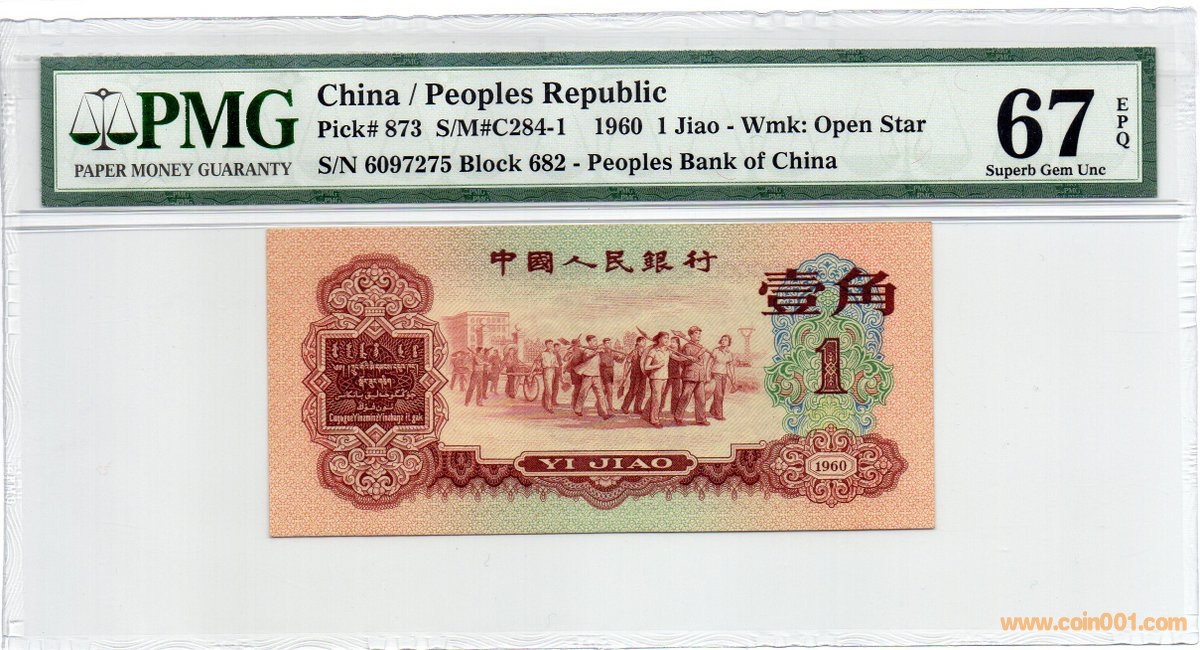 PMG
PAPER MONEY GUARANTY
China / Peoples Republic
Pick# 873 S/M#C284-1 1960 1 Jiao - Wmk: Open Star
S/N 6097275 Block 682 - Peoples Bank of China
67
EPQ
Superb Gem Unc
中國人民銀行
壹角
1
YI JIAO
1960
www.coin001.com